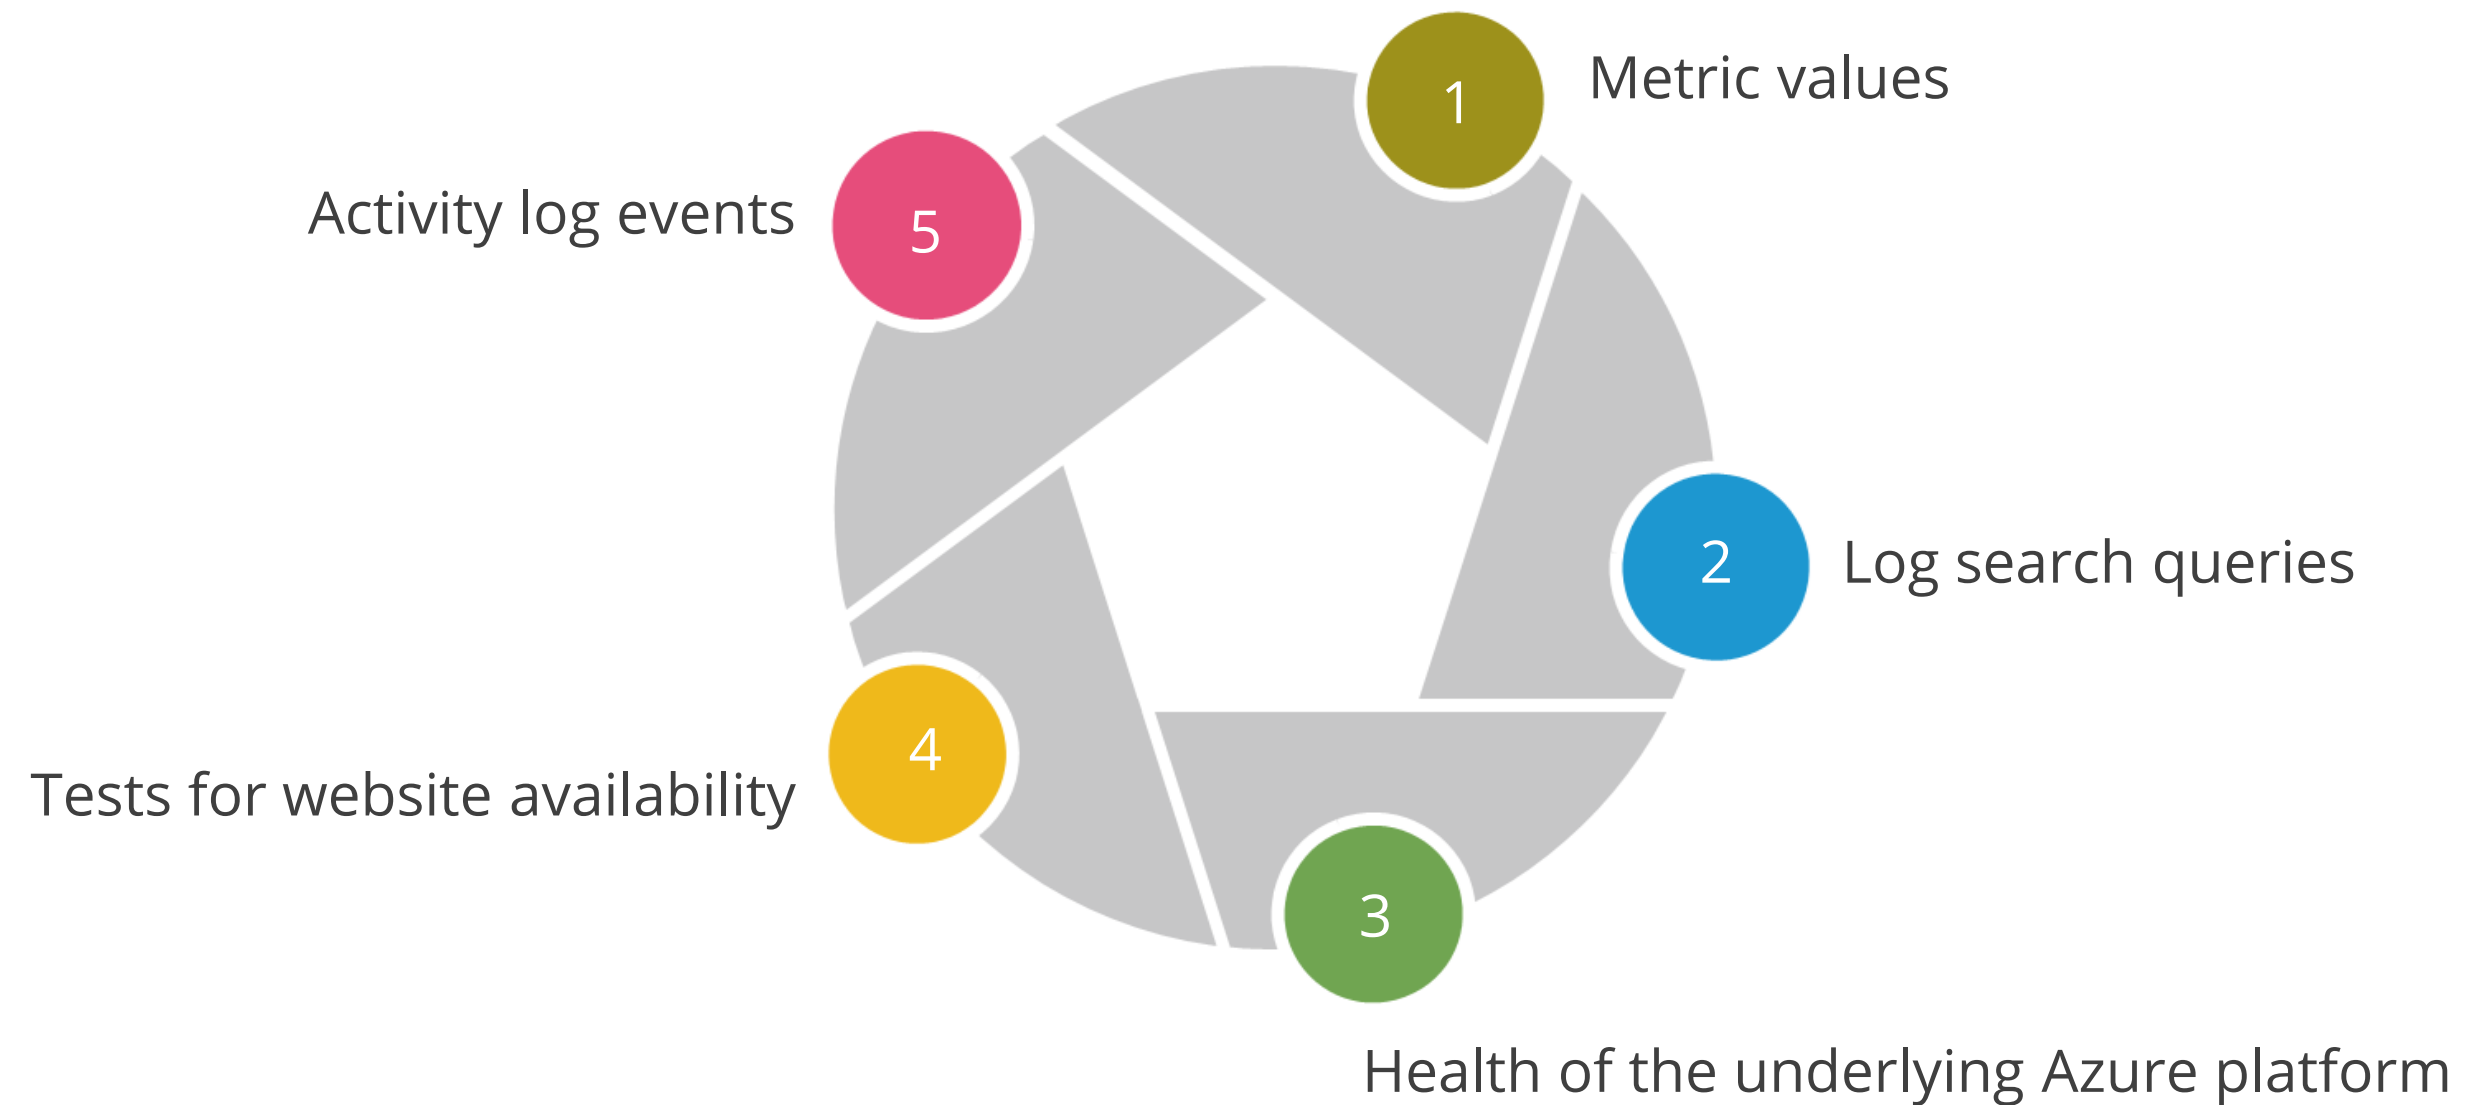 1
Metric values
2
Log search queries
3
Health of the underlying Azure platform
4
Tests for website availability
5
Activity log events